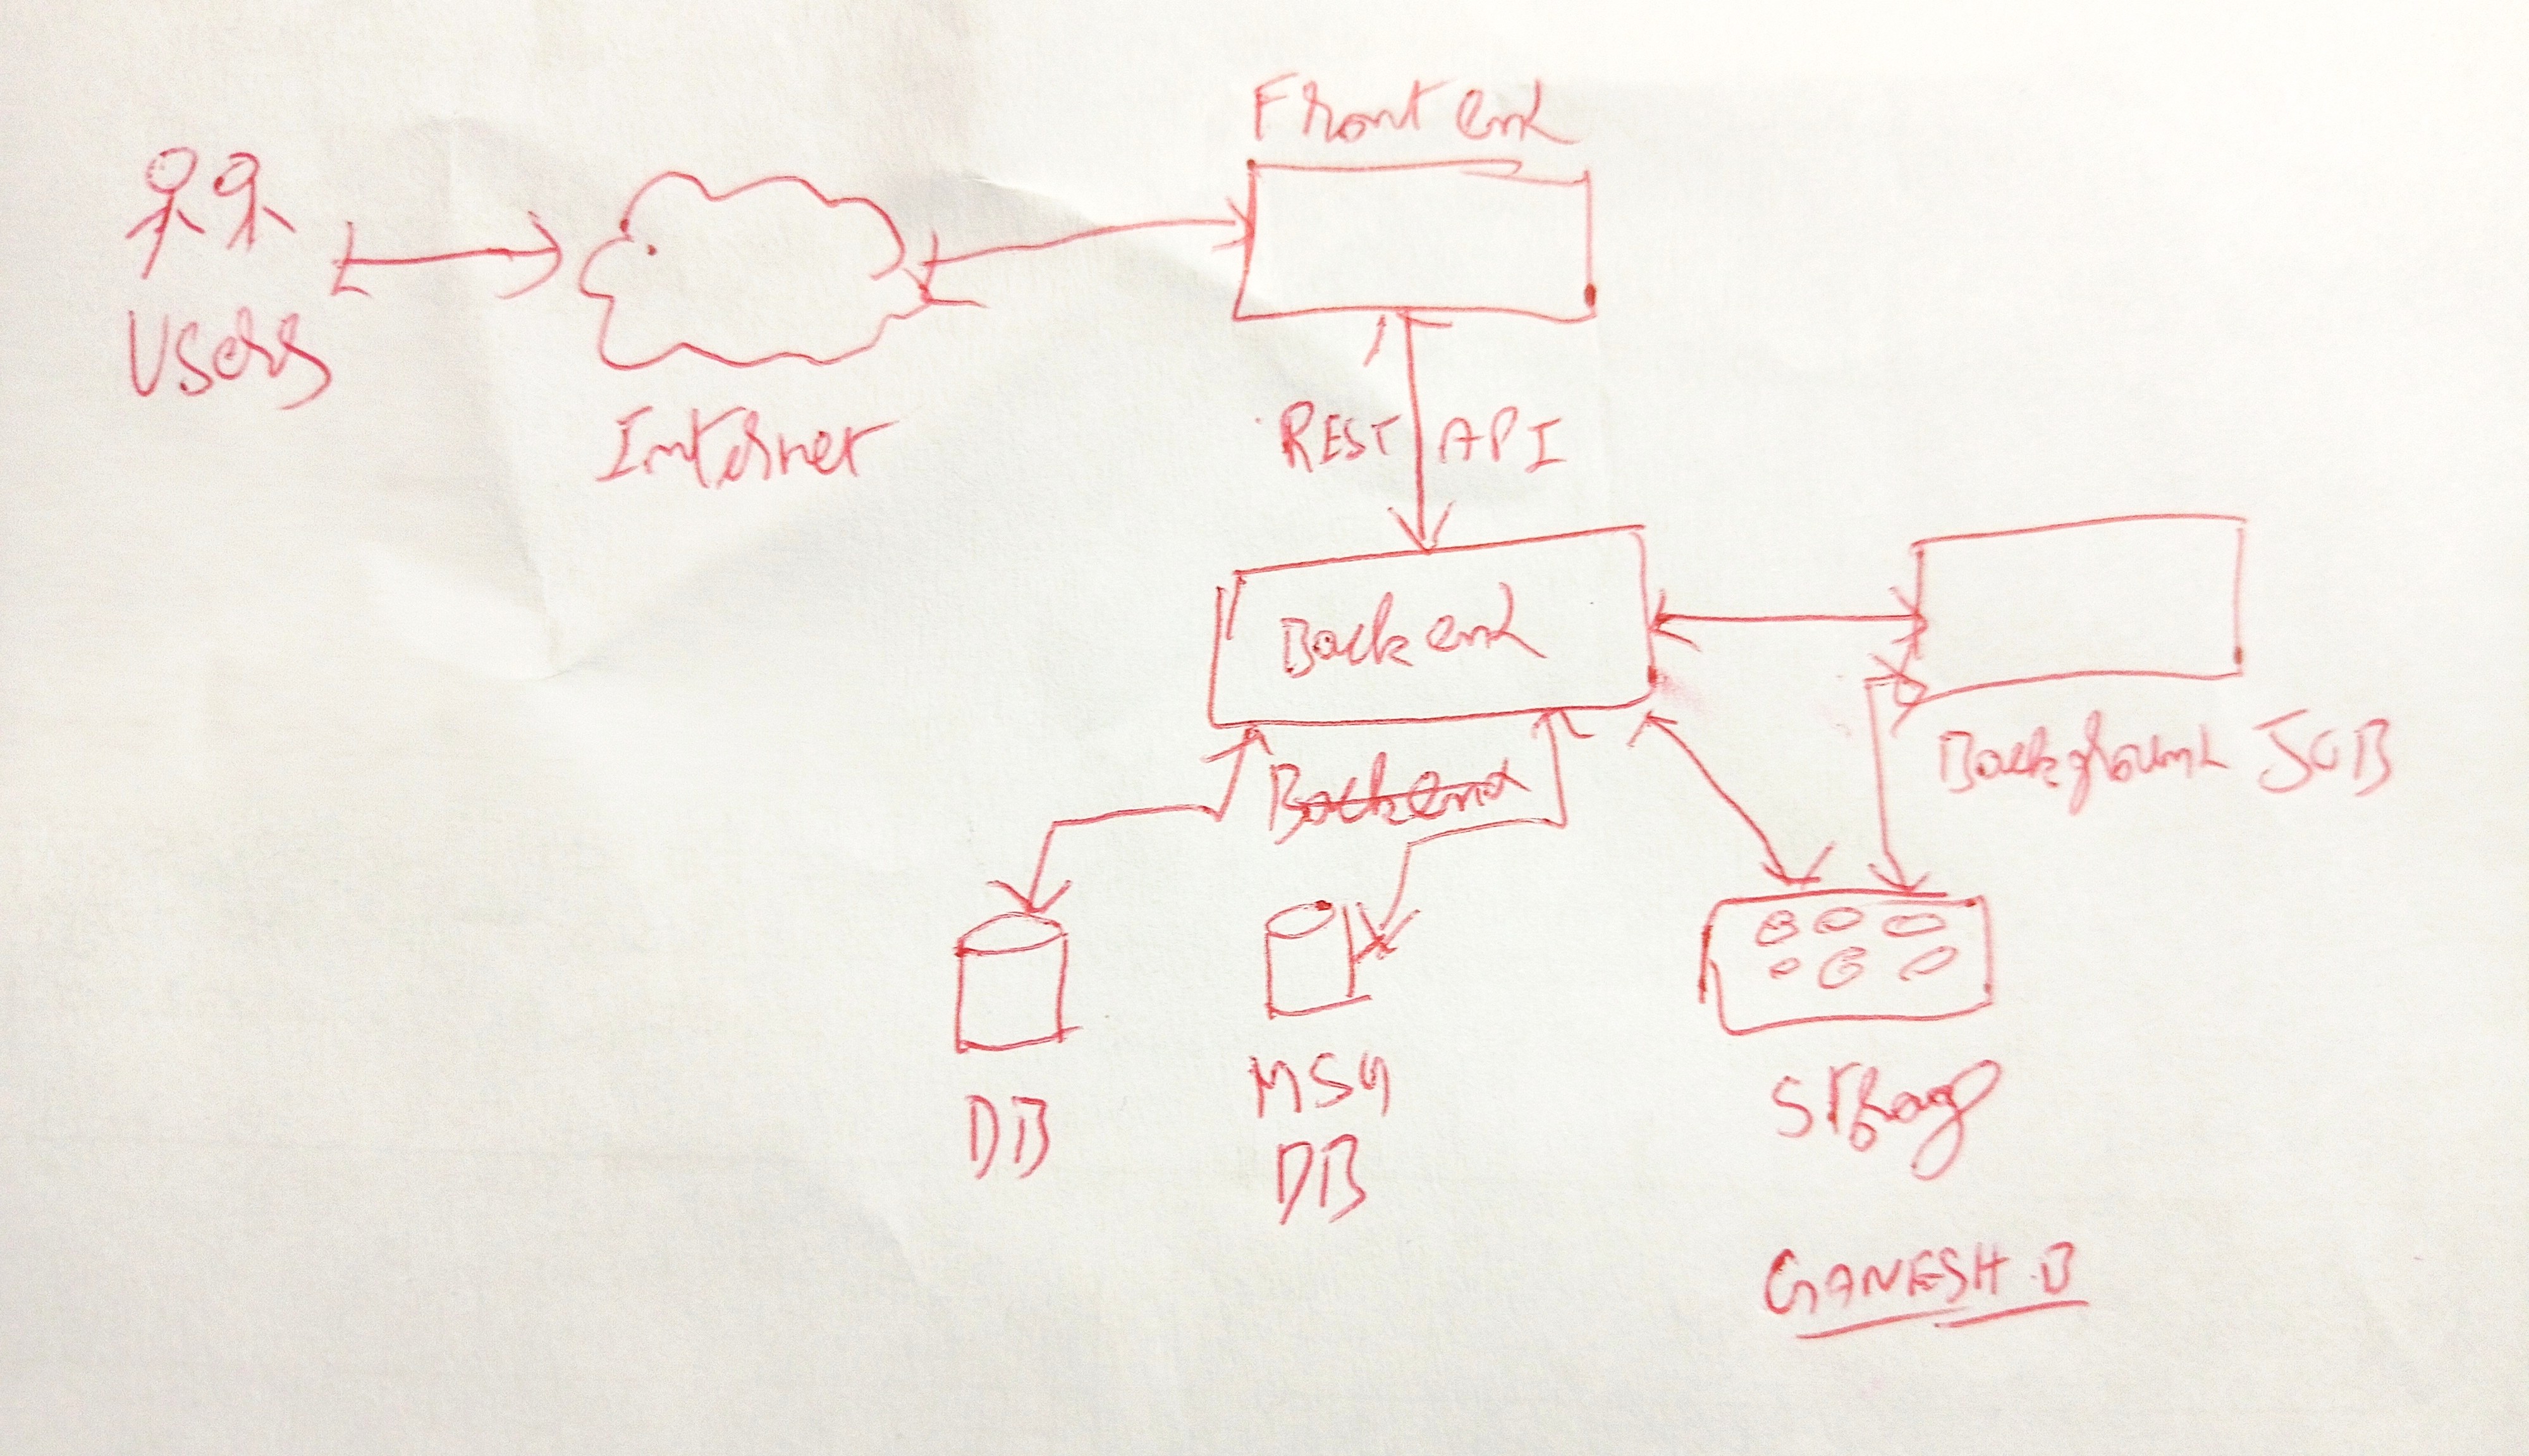 Front end
Users
Internet
REST API
Back end
Backend
Background JOB
DB
MSG
DB
Storage
GANESH B